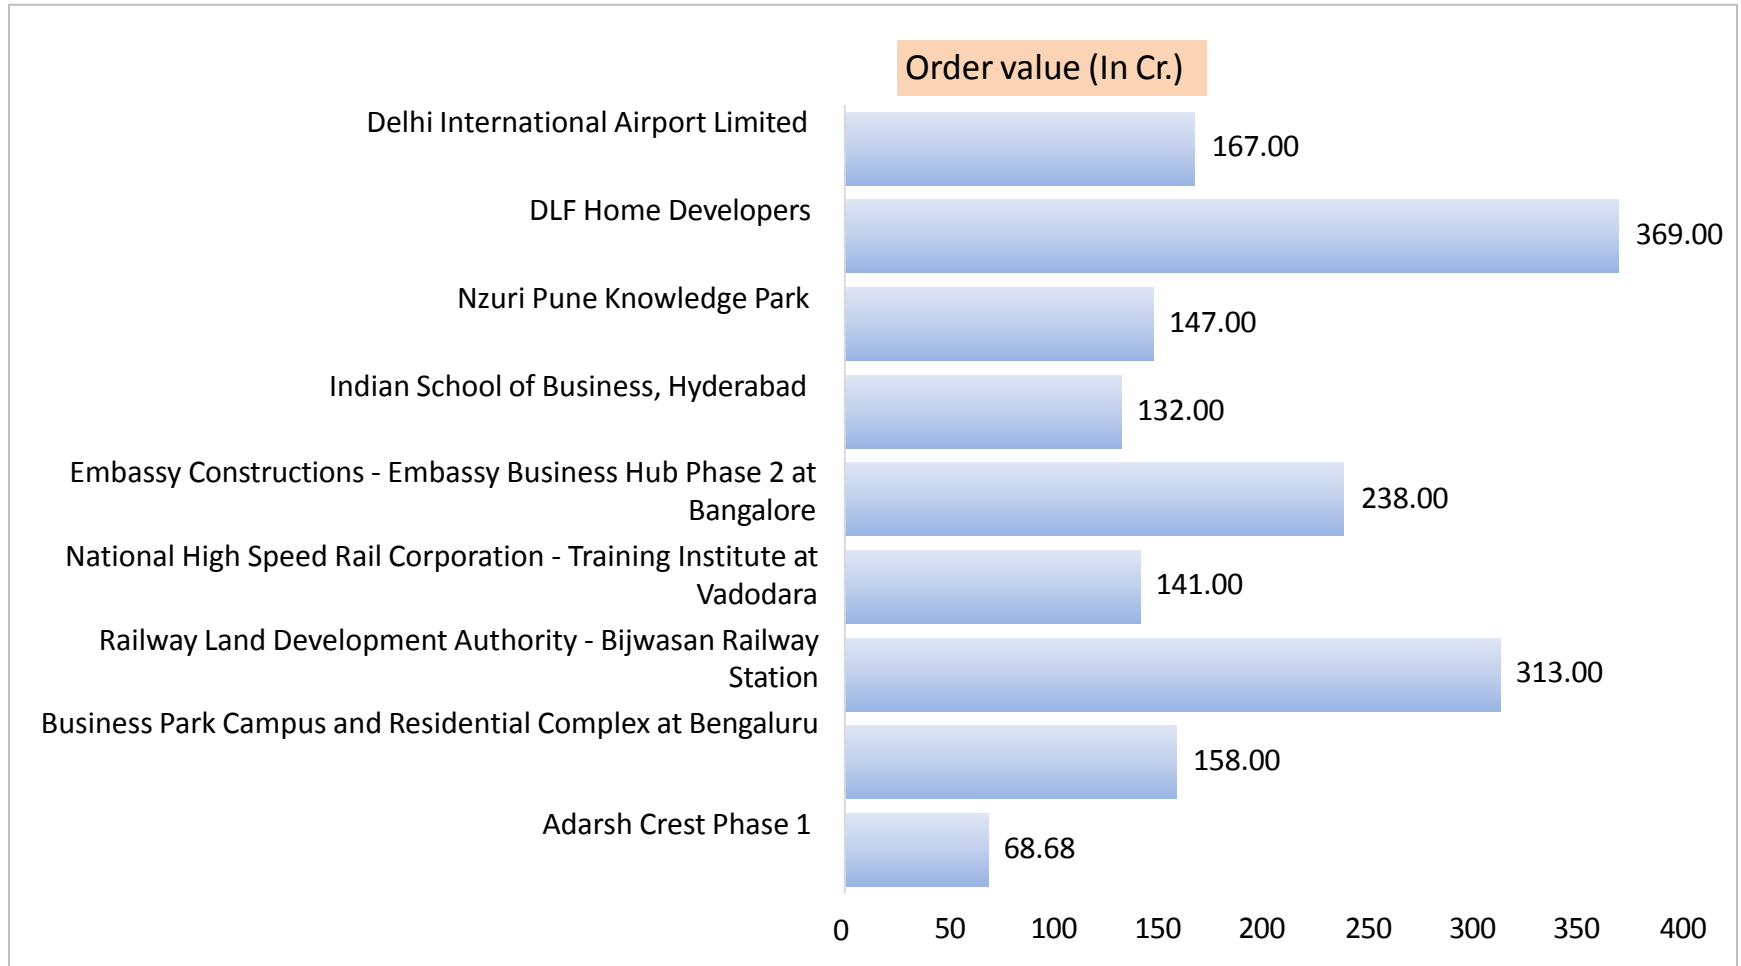 Order value (In Cr.)
Delhi International Airport Limited
167.00
DLF Home Developers
369.00
Nzuri Pune Knowledge Park
147.00
Indian School of Business, Hyderabad
132.00
Embassy Constructions - Embassy Business Hub Phase 2 at
Bangalore
238.00
National High Speed Rail Corporation - Training Institute at
Vadodara
141.00
Railway Land Development Authority - Bijwasan Railway
Station
313.00
Business Park Campus and Residential Complex at Bengaluru
158.00
Adarsh Crest Phase 1
68.68
0 50 100 150 200 250 300 350 400